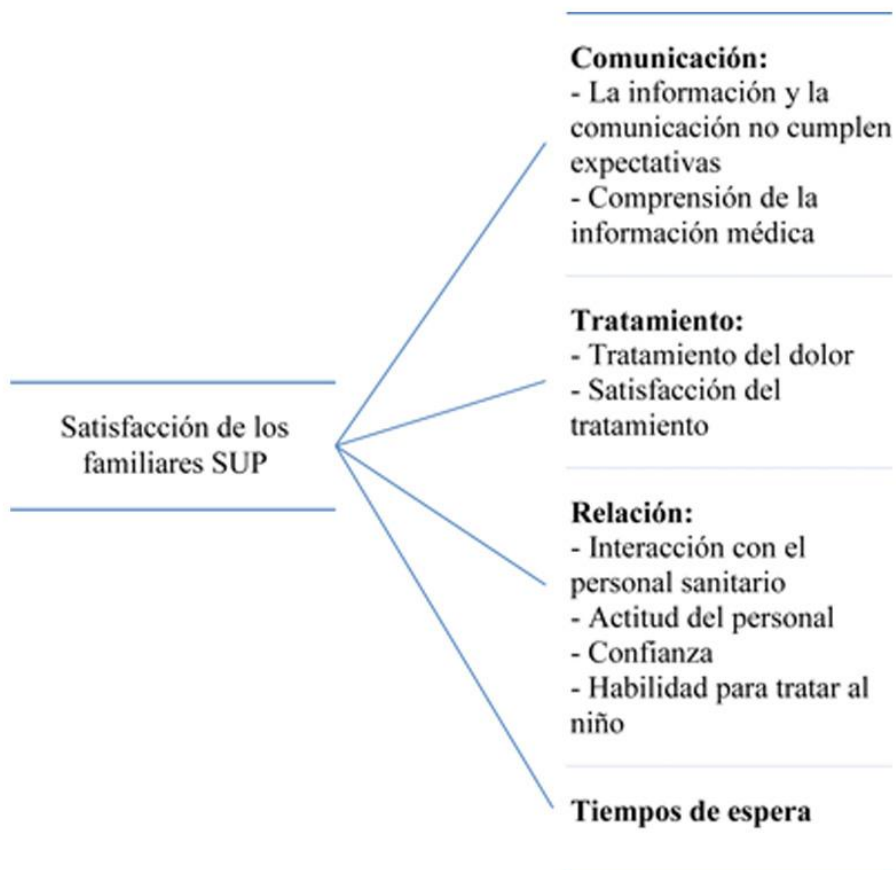 Satisfacción de los
familiares SUP
Comunicación:
- La información y la
comunicación no cumplen
expectativas
- Comprensión de la
información médica
Tratamiento:
- Tratamiento del dolor
- Satisfacción del
tratamiento
Relación:
- Interacción con el
personal sanitario
- Actitud del personal
- Confianza
- Habilidad para tratar al
niño
Tiempos de espera